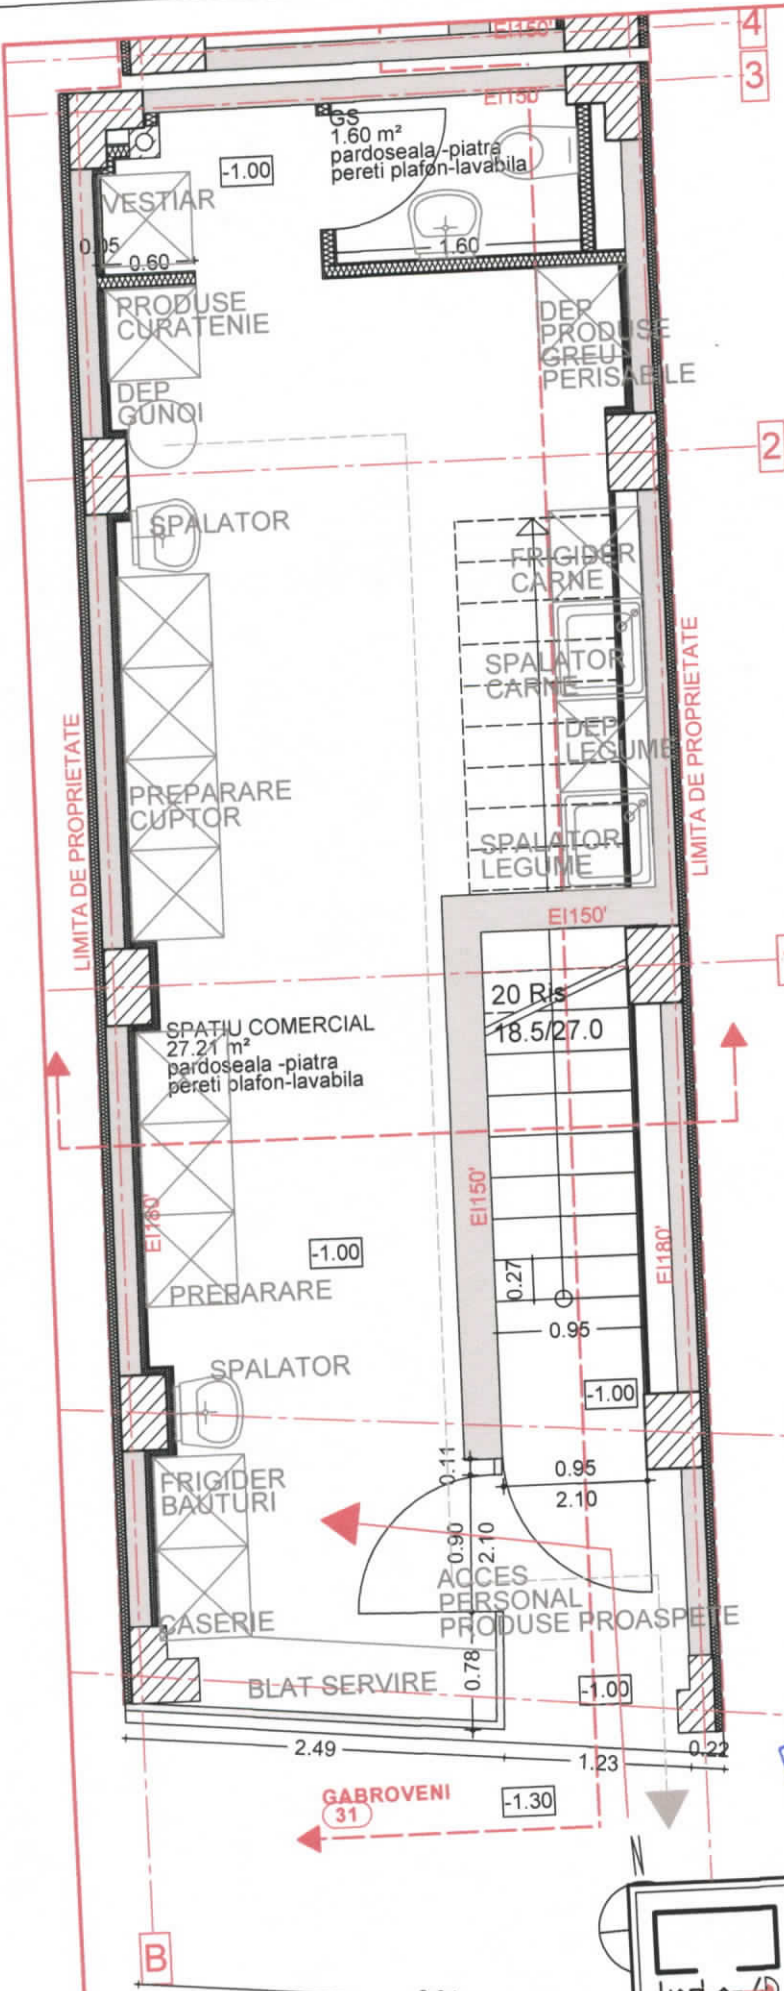 EI150'
4
3
EI150'
GS
1.60 m²
pardoseala -piatra
pereti plafon-lavabila
-1.00
VESTIAR
0.05
0.60
1.60
PRODUSE
CURATENIE
DEP
PRODUSE
GREU
PERISABILE
DEP
GUNOI
2
SPALATOR
FRIGIDER
CARNE
SPALATOR
CARNE
LIMITA DE PROPRIETATE
LIMITA DE PROPRIETATE
DEP
LEGUME
PREPARARE
CUPTOR
SPALATOR
LEGUME
EI150'
20 Ris
18.5/27.0
SPATIU COMERCIAL
27.21 m²
pardoseala -piatra
pereti plafon-lavabila
EI180'
EI150'
EI180'
-1.00
0.27
PREPARARE
0.95
SPALATOR
-1.00
FRIGIDER
BAUTURI
0.11
0.95
2.10
0.90
2.10
ACCES
PERSONAL
PRODUSE PROASPETE
CASERIE
BLAT SERVIRE
0.78
-1.00
2.49
1.23
0.22
GABROVENI
31
-1.30
N
B